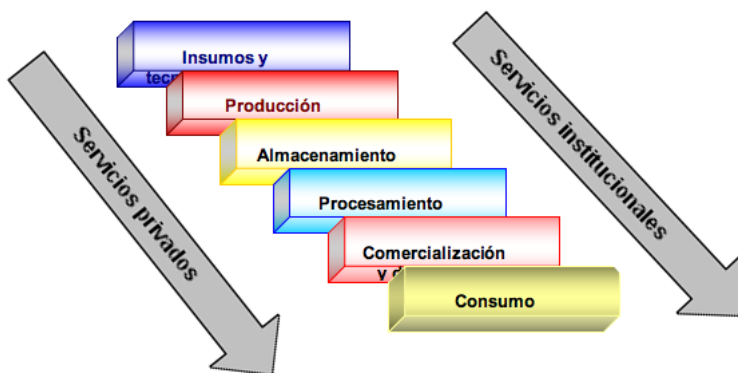 Insumos y
Producción
Almacenamiento
Procesamiento
Comercialización
y
Consumo
Servicios privados
Servicios institucionales